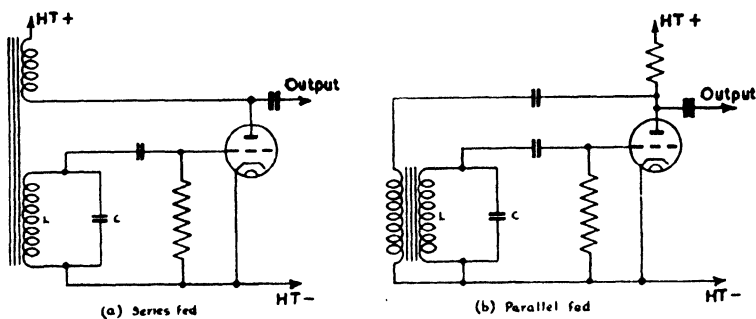 HT+
Output
L
C
HT-
(a) Series fed
HT+
Output
L
C
HT-
(b) Parallel fed